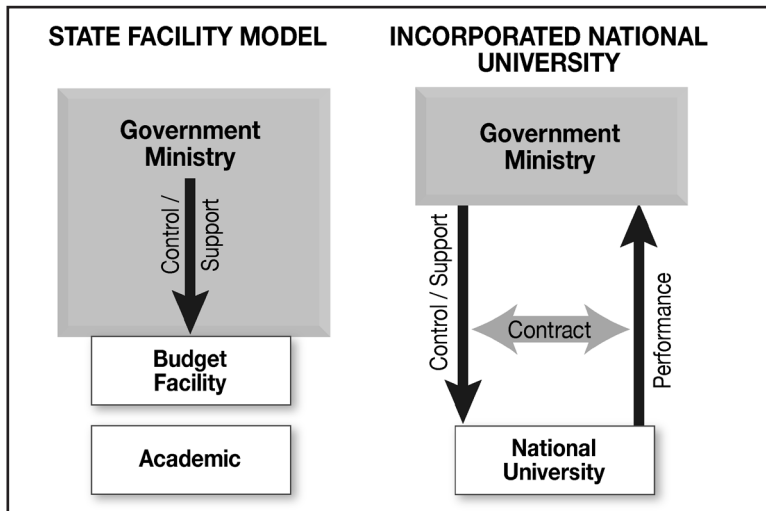 STATE FACILITY MODEL
Government
Ministry
Control /
Support
Budget
Facility
Academic
INCORPORATED NATIONAL
UNIVERSITY
Government
Ministry
Control / Support
Contract
Performance
National
University